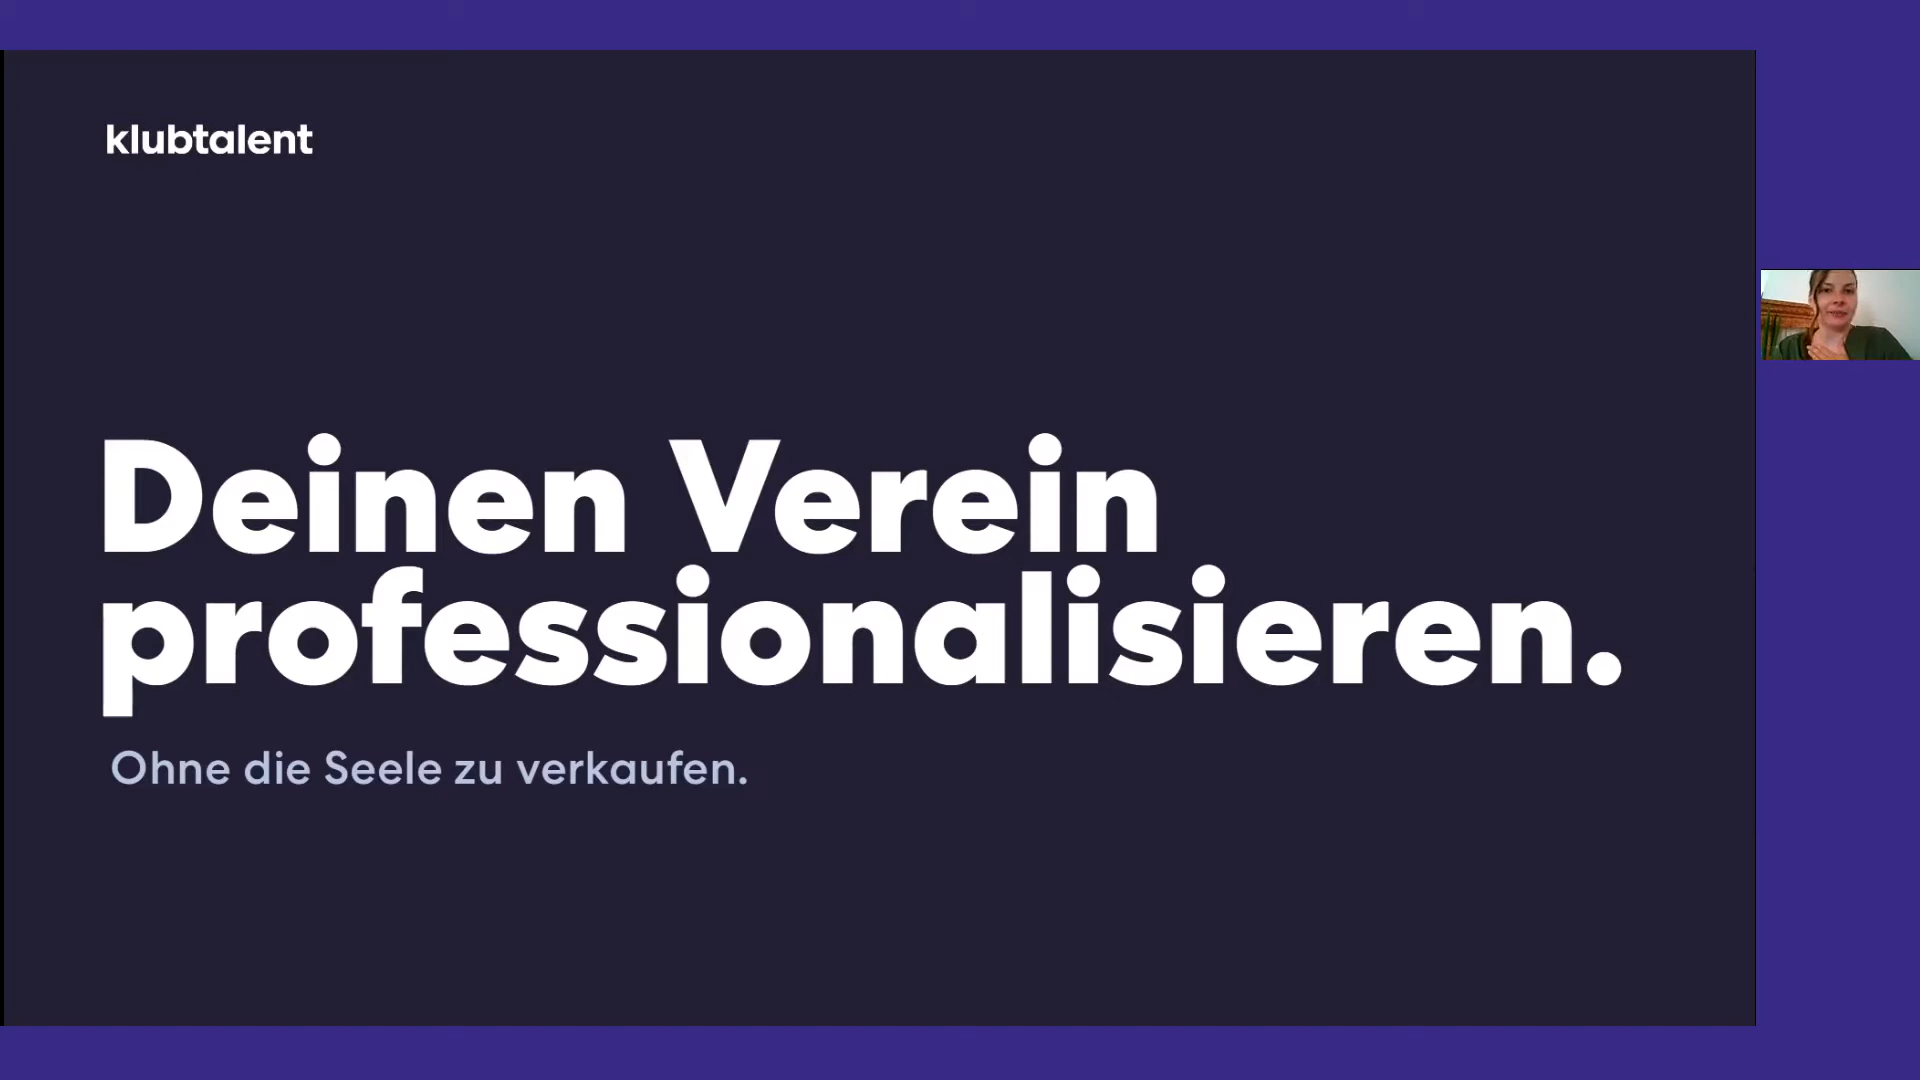 klubtalent
Deinen Verein
professionalisieren.
Ohne die Seele zu verkaufen.